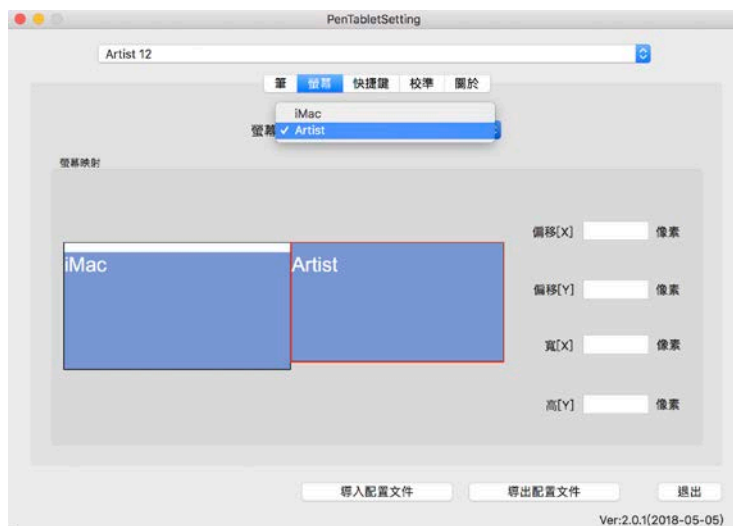 PenTabletSetting
Artist 12
筆 螢幕 快捷鍵 校準 關於
iMac
螢幕 ✓ Artist
螢幕映射
偏移[X] 像素
iMac Artist
偏移[Y] 像素
寬[X] 像素
高[Y] 像素
導入配置文件 導出配置文件 退出
Ver:2.0.1(2018-05-05)